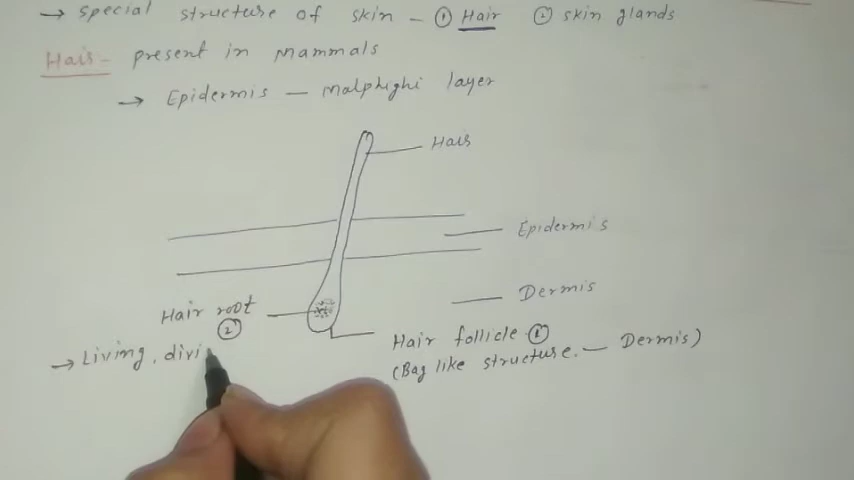 → special structure of skin - ① Hair ② skin glands
Hair - present in Mammals
→ Epidermis — Malphighi layer
Hair
Epidermis
Dermis
Hair root
②
Hair follicle ①
(Bag like structure. — Dermis)
→ Living, divi